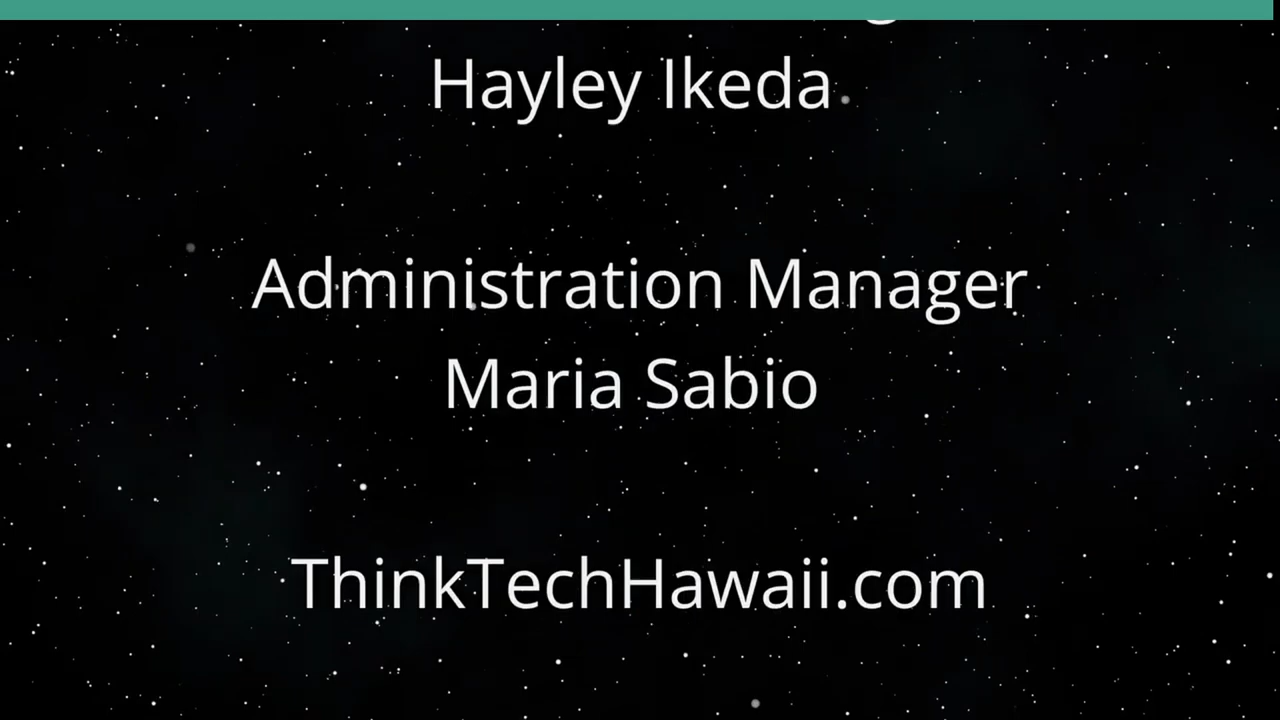 Hayley Ikeda
Administration Manager
Maria Sabio
ThinkTechHawaii.com